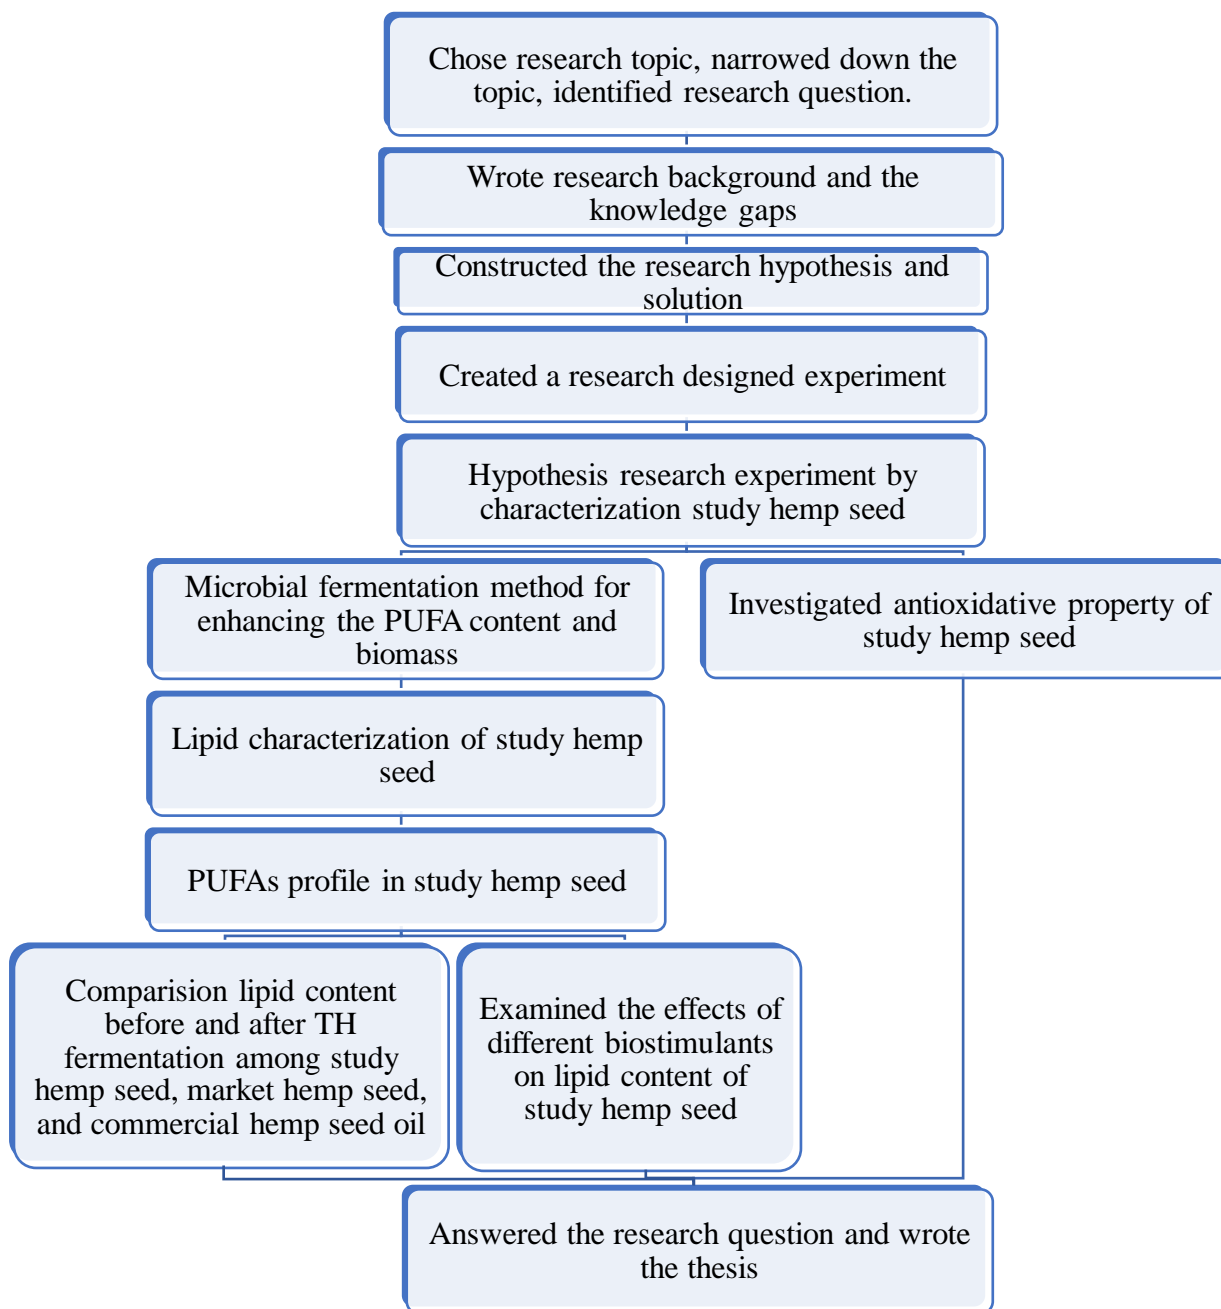 Chose research topic, narrowed down the
topic, identified research question.
Wrote research background and the
knowledge gaps
Constructed the research hypothesis and
solution
Created a research designed experiment
Hypothesis research experiment by
characterization study hemp seed
Microbial fermentation method for
enhancing the PUFA content and
biomass
Investigated antioxidative property of
study hemp seed
Lipid characterization of study hemp
seed
PUFAs profile in study hemp seed
Comparision lipid content
before and after TH
fermentation among study
hemp seed, market hemp seed,
and commercial hemp seed oil
Examined the effects of
different biostimulants
on lipid content of
study hemp seed
Answered the research question and wrote
the thesis